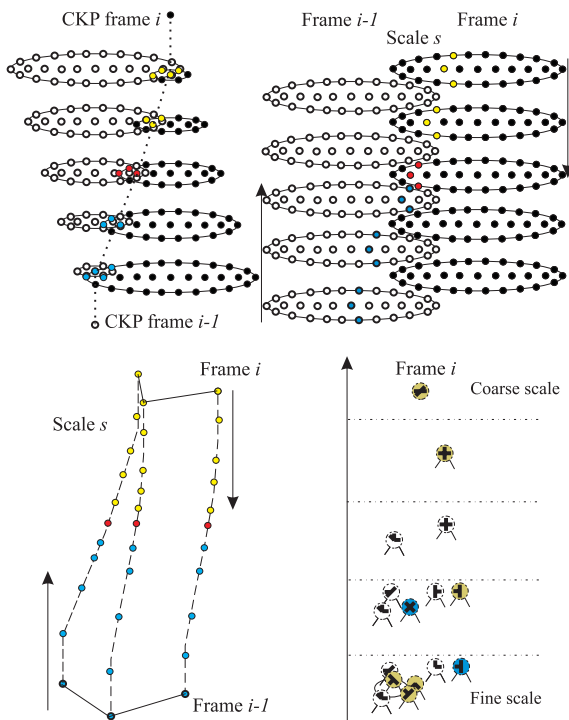 CKP frame i
CKP frame i-1
Frame i-1
Frame i
Scale s
Frame i
Scale s
Frame i-1
Frame i
Coarse scale
Fine scale